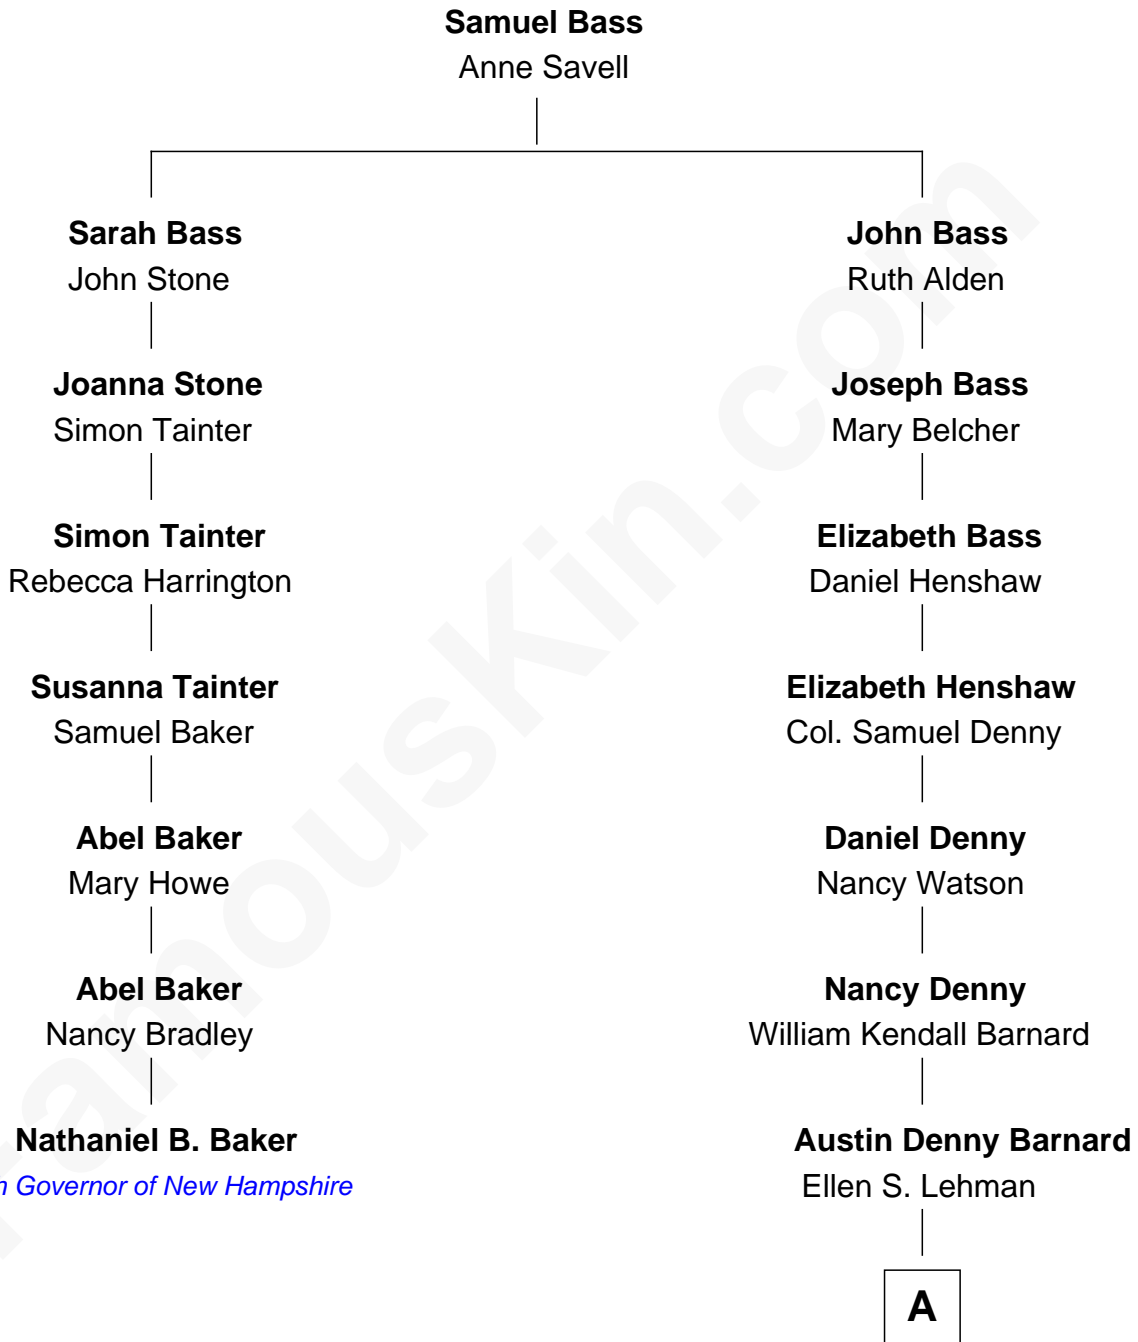 Samuel Bass
Anne Savell
Sarah Bass
John Stone
John Bass
Ruth Alden
Joanna Stone
Simon Tainter
Joseph Bass
Mary Belcher
Simon Tainter
Rebecca Harrington
Elizabeth Bass
Daniel Henshaw
Susanna Tainter
Samuel Baker
Elizabeth Henshaw
Col. Samuel Denny
Abel Baker
Mary Howe
Daniel Denny
Nancy Watson
Abel Baker
Nancy Bradley
Nancy Denny
William Kendall Barnard
Nathaniel B. Baker
Governor of New Hampshire
Austin Denny Barnard
Ellen S. Lehman
A
FamousKin.com